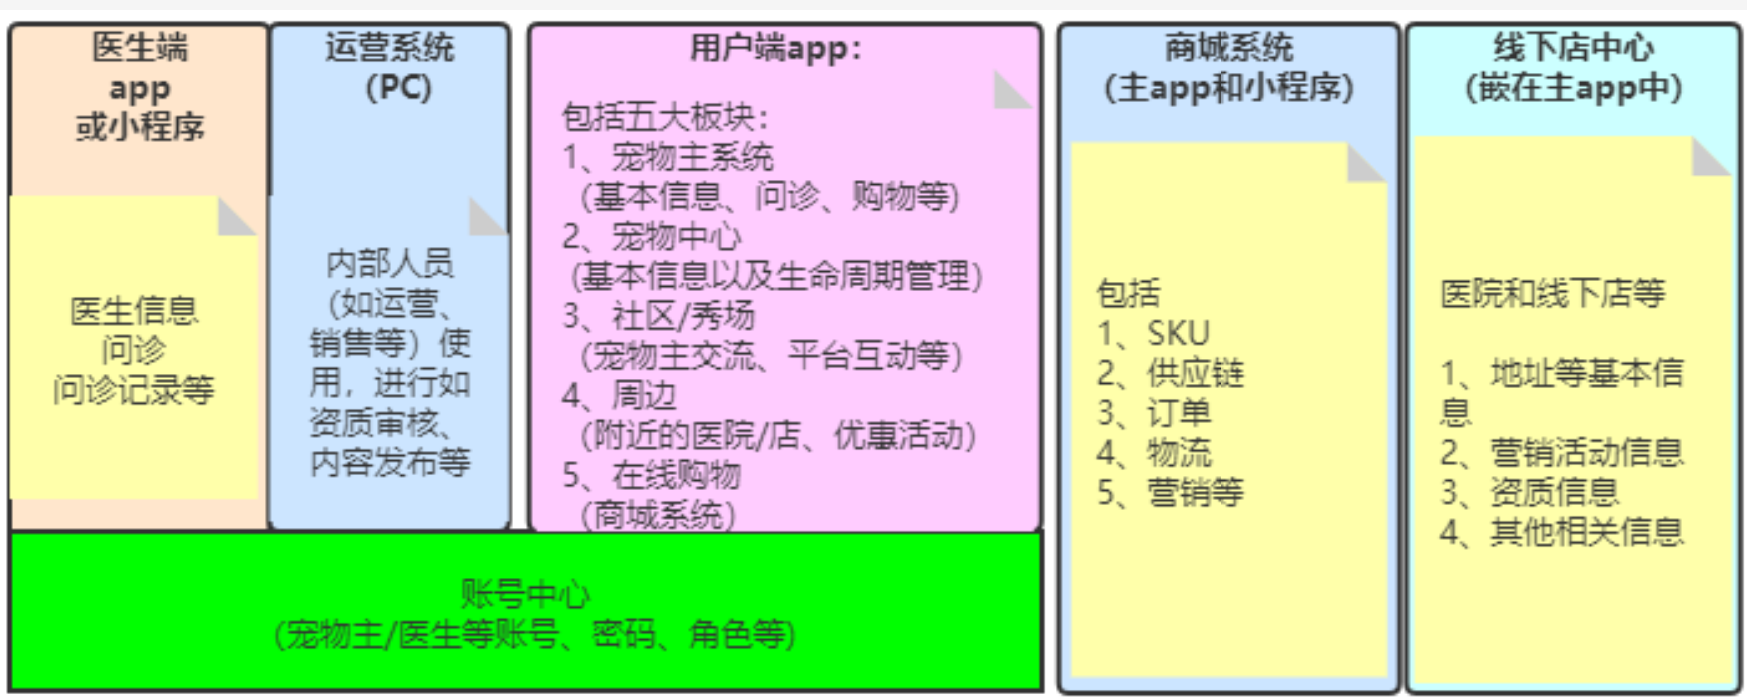 医生端
app
或小程序
医生信息
问诊
问诊记录等
运营系统
(PC)
内部人员
（如运营、
销售等）使
用，进行如
资质审核、
内容发布等
用户端app：
包括五大板块：
1、宠物主系统
（基本信息、问诊、购物等）
2、宠物中心
（基本信息以及生命周期管理）
3、社区/秀场
（宠物主交流、平台互动等）
4、周边
（附近的医院/店、优惠活动）
5、在线购物
（商城系统）
商城系统
（主app和小程序）
包括
1、SKU
2、供应链
3、订单
4、物流
5、营销等
线下店中心
（嵌在主app中）
医院和线下店等
1、地址等基本信
息
2、营销活动信息
3、资质信息
4、其他相关信息
账号中心
（宠物主/医生等账号、密码、角色等）